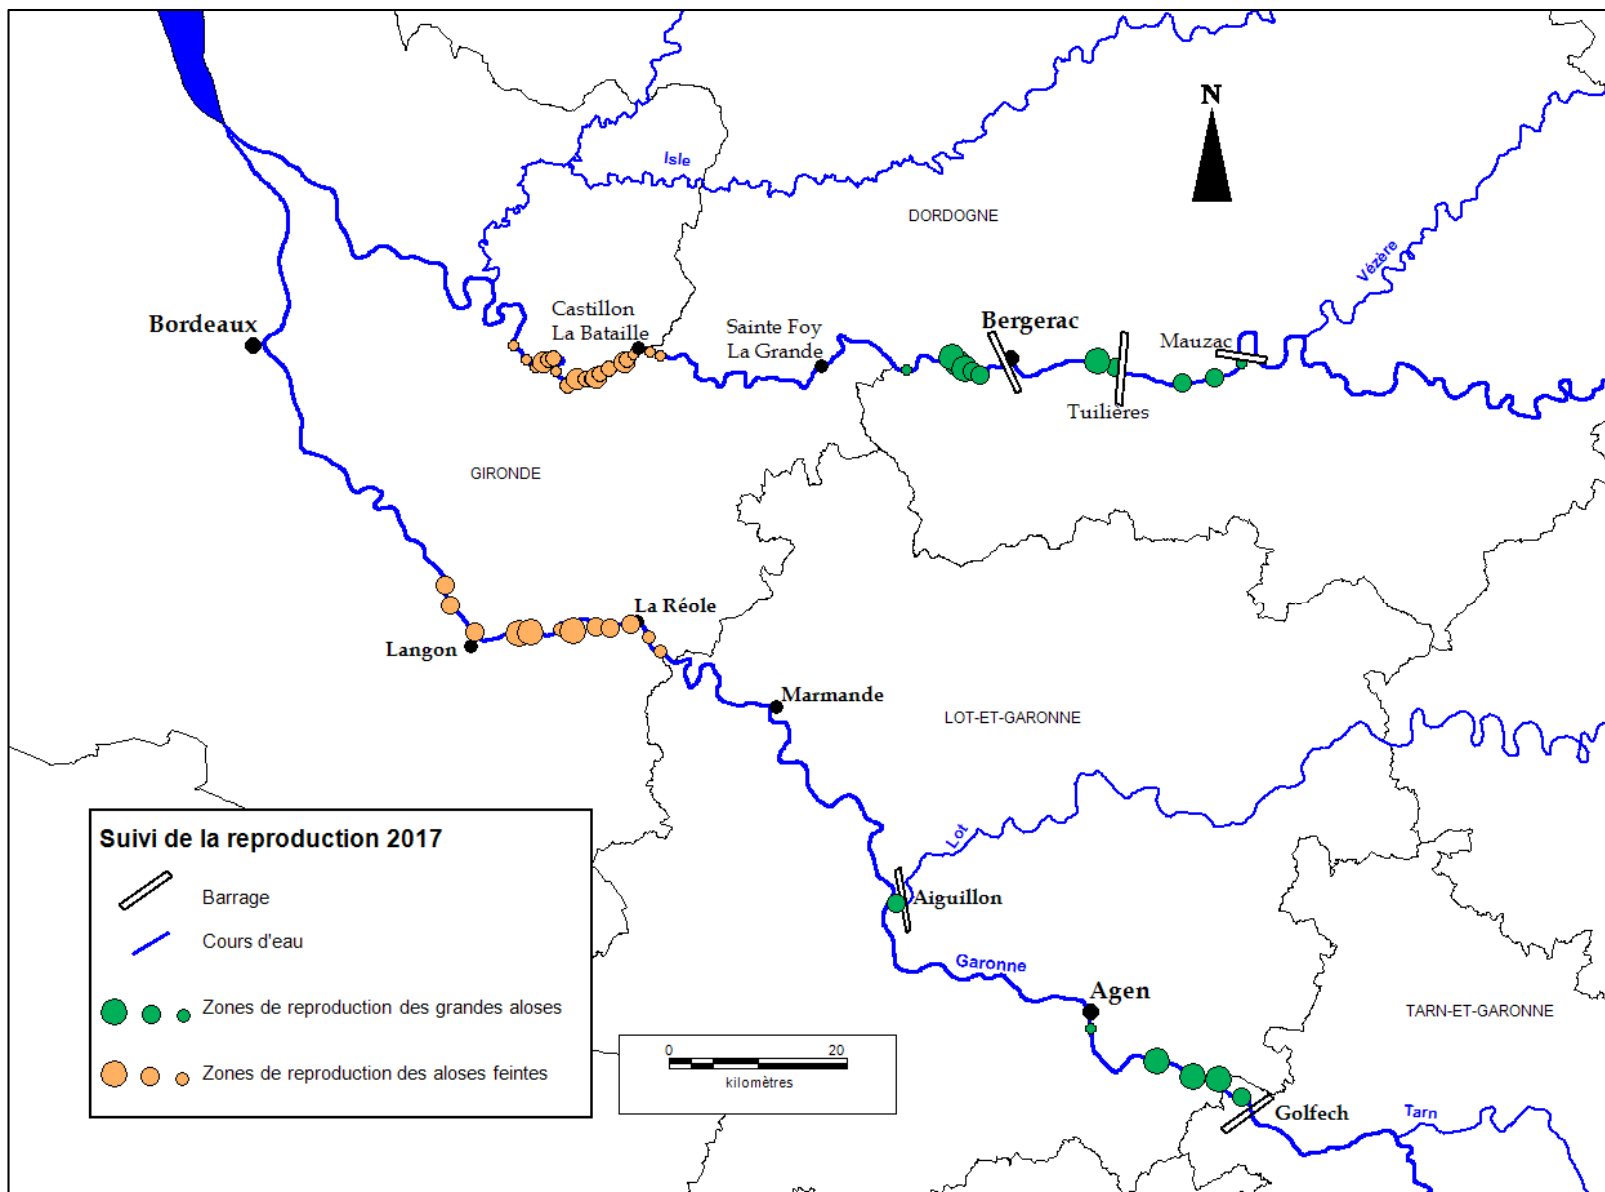 N
Isle
DORDOGNE
Vézère
Castillon
La Bataille
Bordeaux
Sainte Foy
La Grande
Bergerac
Mauzac
Tuilières
GIRONDE
La Réole
Langon
Marmande
LOT-ET-GARONNE
Lot
Aiguillon
Garonne
Agen
TARN-ET-GARONNE
Golfech
Tarn
Suivi de la reproduction 2017
Barrage
Cours d'eau
Zones de reproduction des grandes aloses
Zones de reproduction des aloses feintes
0 20
kilomètres